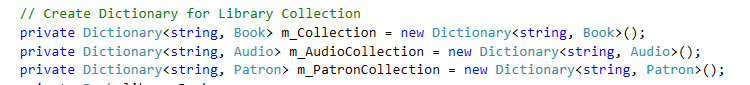 // Create Dictionary for Library Collection
private Dictionary<string, Book> m_Collection = new Dictionary<string, Book>();
private Dictionary<string, Audio> m_AudioCollection = new Dictionary<string, Audio>();
private Dictionary<string, Patron> m_PatronCollection = new Dictionary<string, Patron>();